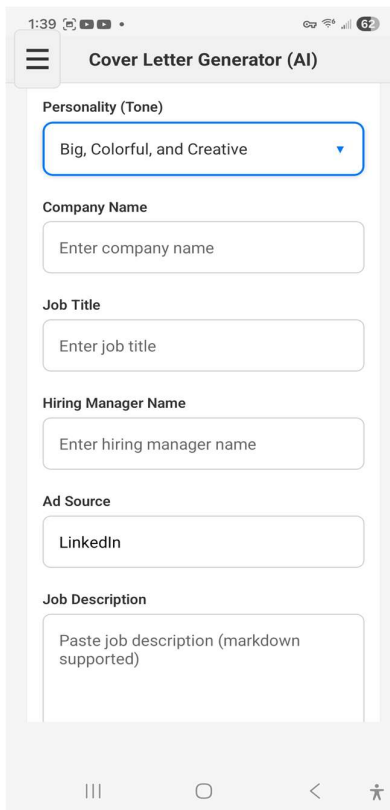 1:39
62
Cover Letter Generator (AI)
Personality (Tone)
Big, Colorful, and Creative
Company Name
Enter company name
Job Title
Enter job title
Hiring Manager Name
Enter hiring manager name
Ad Source
LinkedIn
Job Description
Paste job description (markdown
supported)